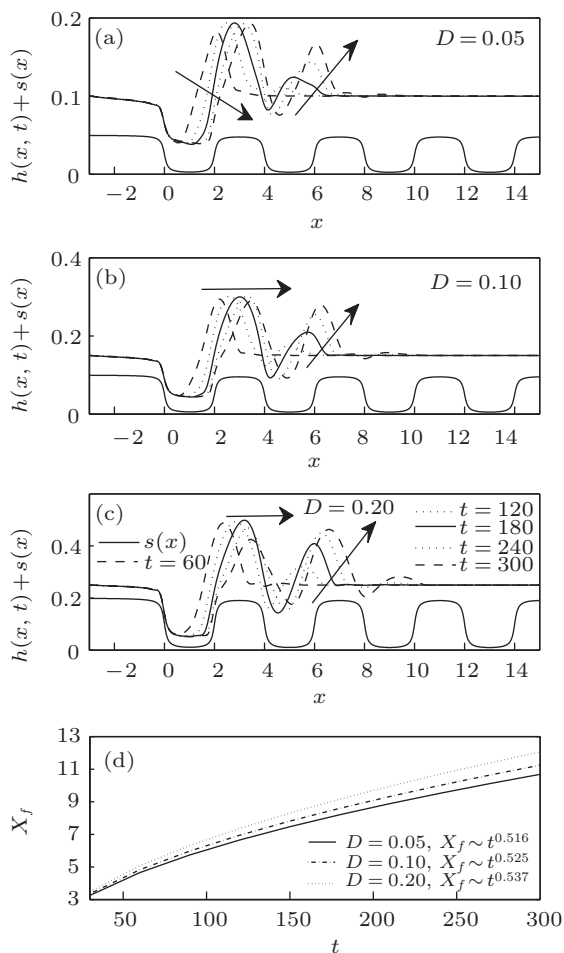 0.2
(a)
D = 0.05
0.1
0
h(x, t) + s(x)
−2 0 2 4 6 8 10 12 14
x
0.4
(b)
D = 0.10
0.2
0
h(x, t) + s(x)
−2 0 2 4 6 8 10 12 14
x
(c)
D = 0.20
0.4
0.2
0
h(x, t) + s(x)
s(x)
t = 60
t = 120
t = 180
t = 240
t = 300
−2 0 2 4 6 8 10 12 14
x
13
11
9
7
5
3
(d)
X_f
D = 0.05, X_f ∼ t^0.516
D = 0.10, X_f ∼ t^0.525
D = 0.20, X_f ∼ t^0.537
50 100 150 200 250 300
t